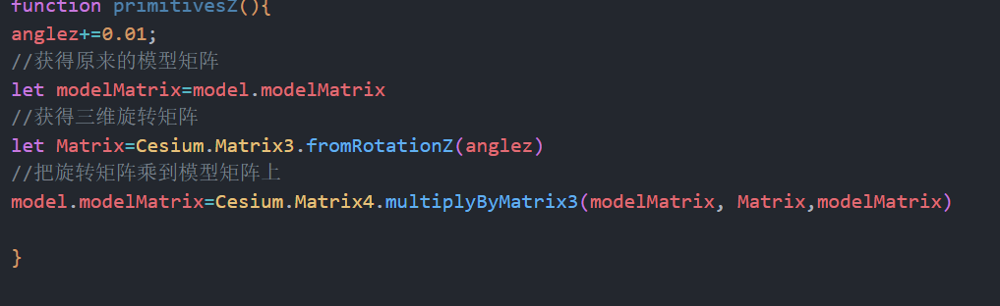 function primitivesZ(){
anglez+=0.01;
//获得原来的模型矩阵
let modelMatrix=model.modelMatrix
//获得三维旋转矩阵
let Matrix=Cesium.Matrix3.fromRotationZ(anglez)
//把旋转矩阵乘到模型矩阵上
model.modelMatrix=Cesium.Matrix4.multiplyByMatrix3(modelMatrix, Matrix,modelMatrix)
}